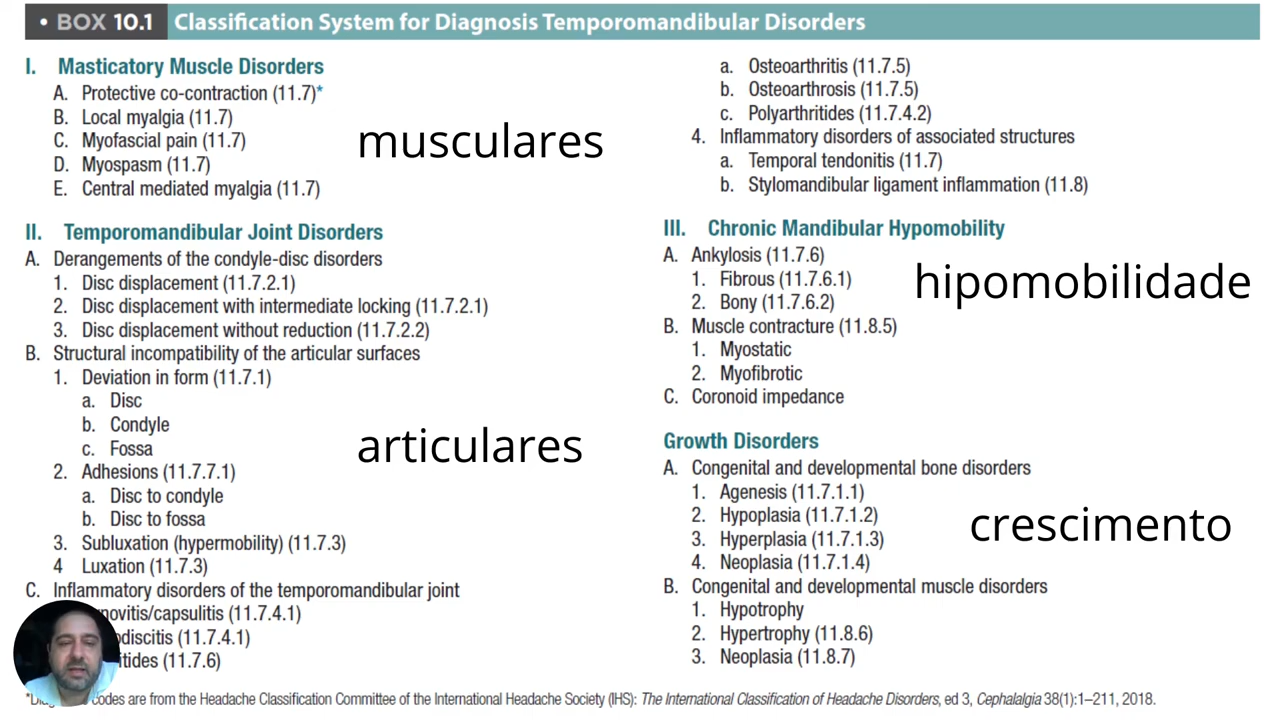 • BOX 10.1 Classification System for Diagnosis Temporomandibular Disorders
I. Masticatory Muscle Disorders
A. Protective co-contraction (11.7)*
B. Local myalgia (11.7)
C. Myofascial pain (11.7)
D. Myospasm (11.7)
E. Central mediated myalgia (11.7)
musculares
II. Temporomandibular Joint Disorders
A. Derangements of the condyle-disc disorders
1. Disc displacement (11.7.2.1)
2. Disc displacement with intermediate locking (11.7.2.1)
3. Disc displacement without reduction (11.7.2.2)
B. Structural incompatibility of the articular surfaces
1. Deviation in form (11.7.1)
a. Disc
b. Condyle
c. Fossa
articulares
2. Adhesions (11.7.7.1)
a. Disc to condyle
b. Disc to fossa
3. Subluxation (hypermobility) (11.7.3)
4 Luxation (11.7.3)
C. Inflammatory disorders of the temporomandibular joint
(11.7.4.1)
(11.7.4.1)
(11.7.6)
a. Osteoarthritis (11.7.5)
b. Osteoarthrosis (11.7.5)
c. Polyarthritides (11.7.4.2)
4. Inflammatory disorders of associated structures
a. Temporal tendonitis (11.7)
b. Stylomandibular ligament inflammation (11.8)
III. Chronic Mandibular Hypomobility
A. Ankylosis (11.7.6)
1. Fibrous (11.7.6.1)
2. Bony (11.7.6.2)
hipomobilidade
B. Muscle contracture (11.8.5)
1. Myostatic
2. Myofibrotic
C. Coronoid impedance
Growth Disorders
A. Congenital and developmental bone disorders
1. Agenesis (11.7.1.1)
2. Hypoplasia (11.7.1.2)
3. Hyperplasia (11.7.1.3)
4. Neoplasia (11.7.1.4)
crescimento
B. Congenital and developmental muscle disorders
1. Hypotrophy
2. Hypertrophy (11.8.6)
3. Neoplasia (11.8.7)
codes are from the Headache Classification Committee of the International Headache Society (IHS): The International Classification of Headache Disorders, ed 3, Cephalalgia 38(1):1–211, 2018.